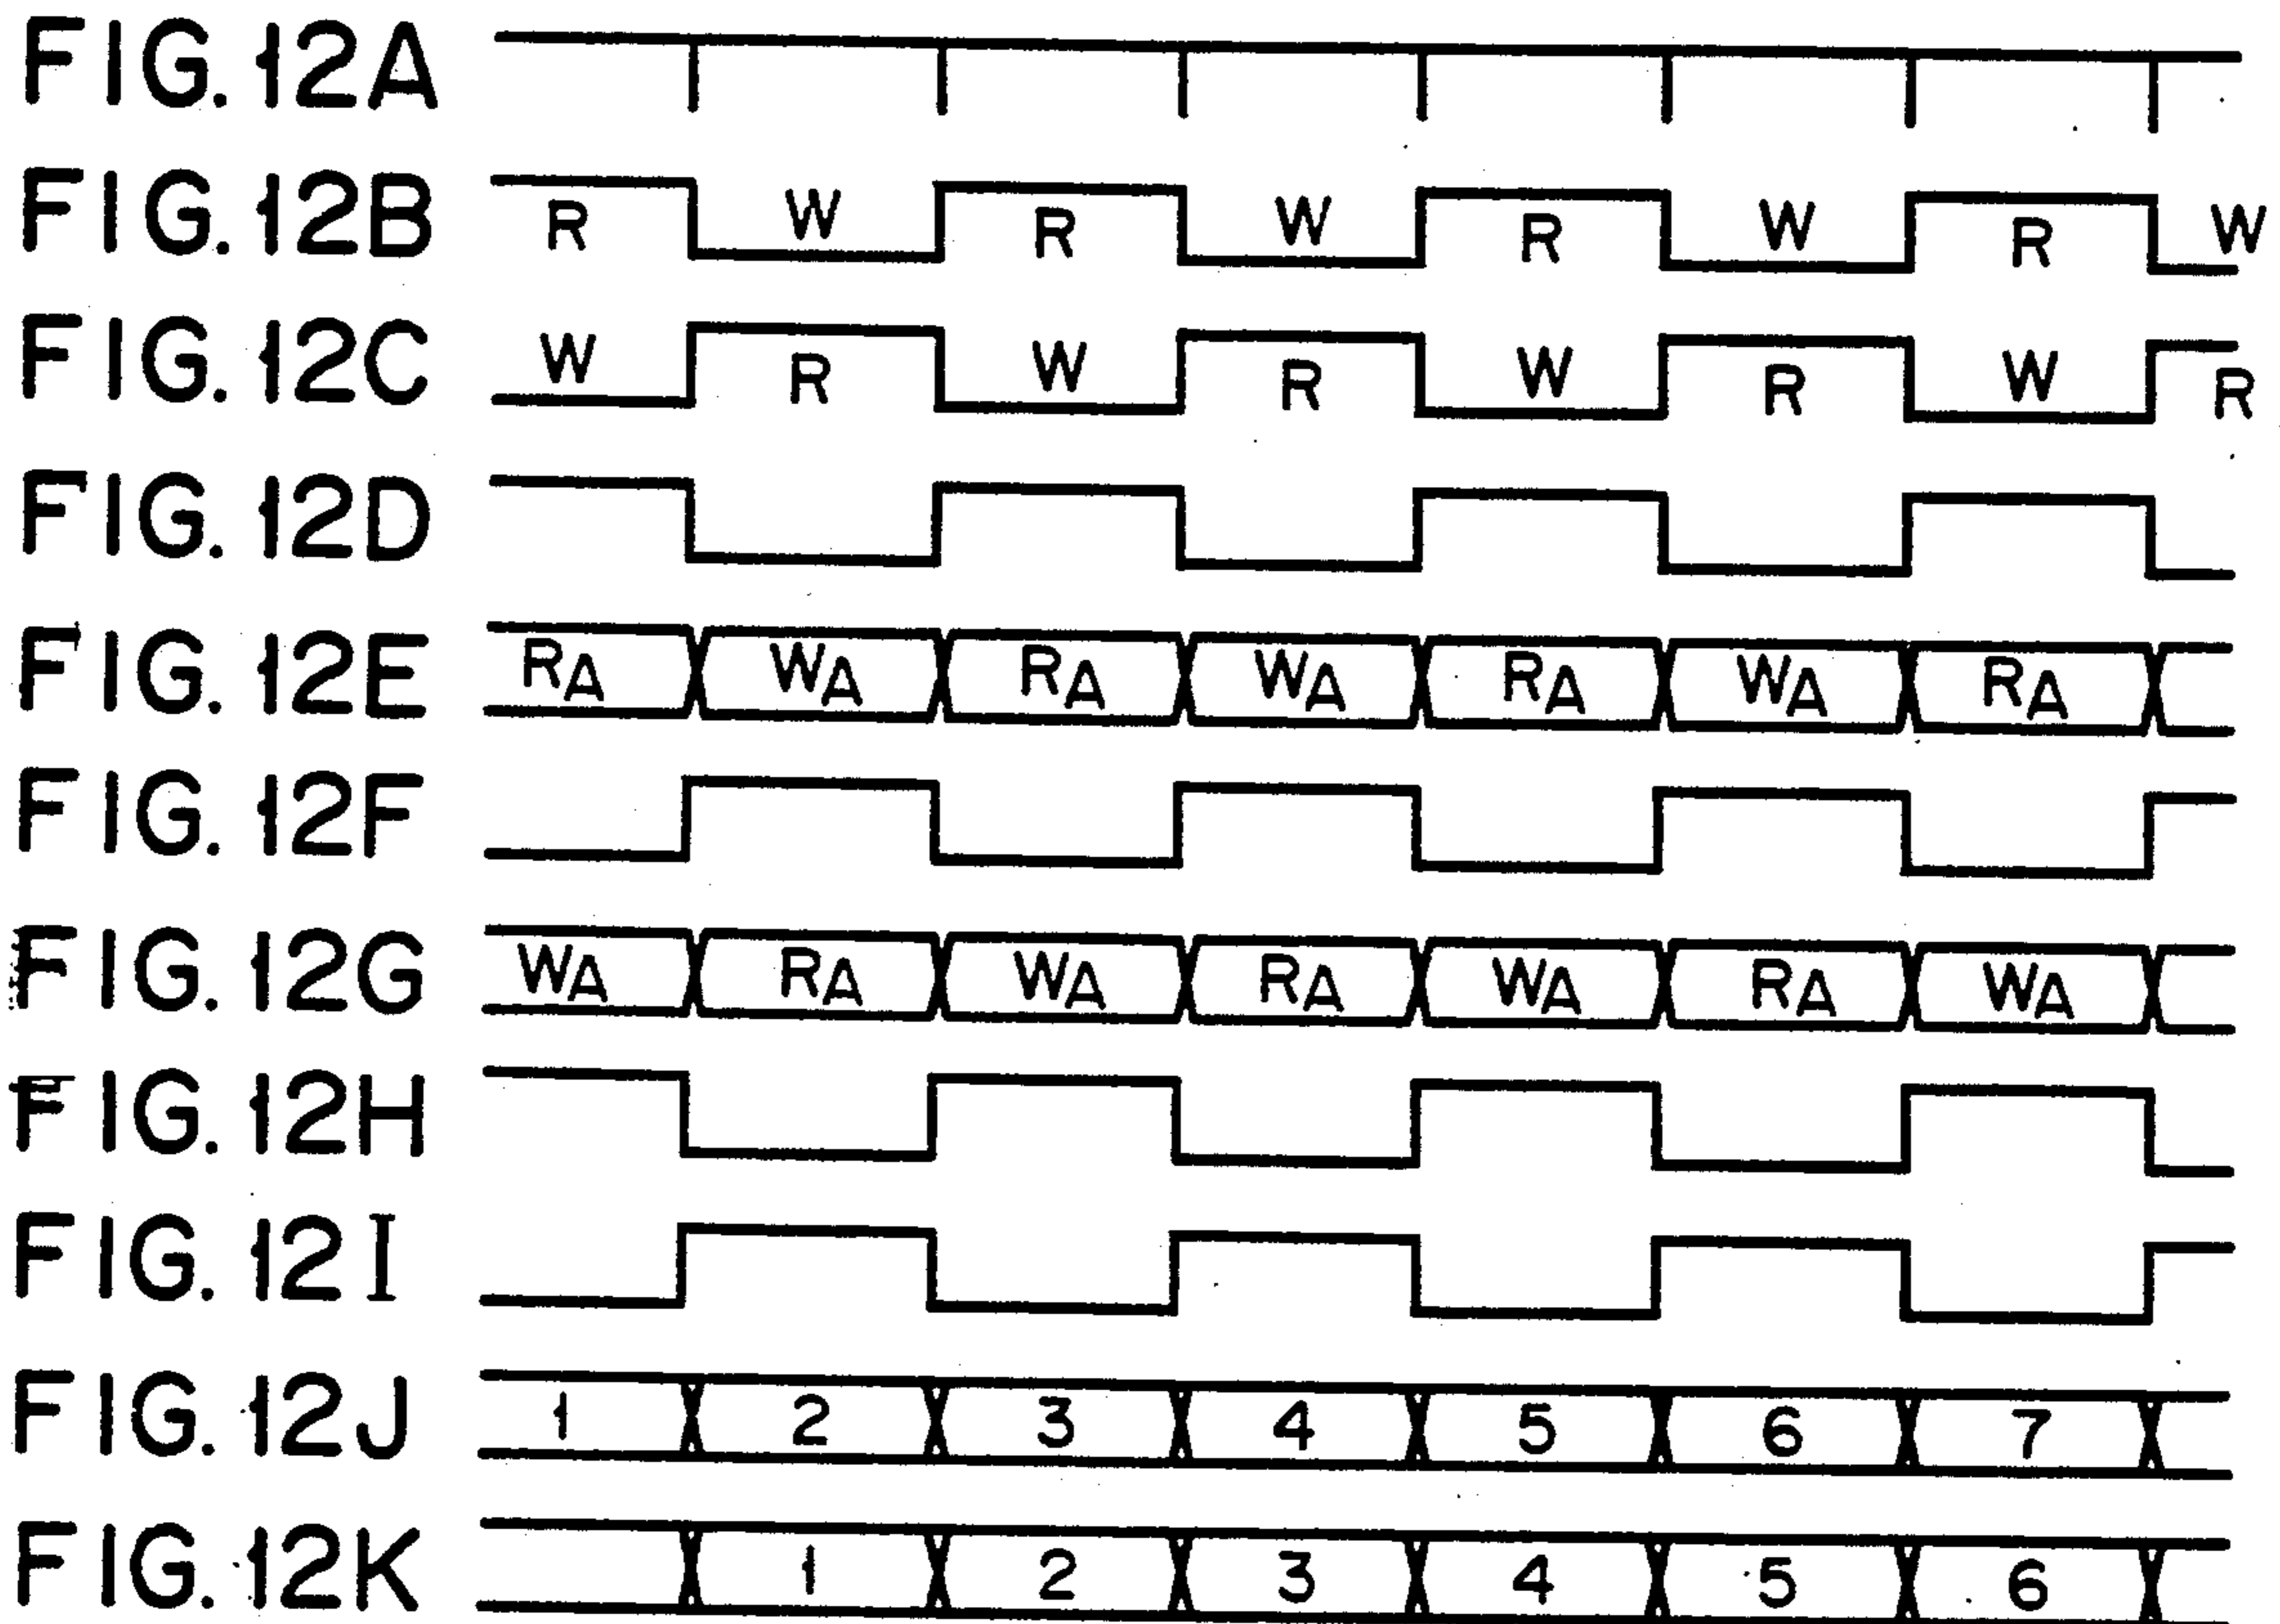 FIG. 12A
FIG. 12B R W R W R W R W
FIG. 12C W R W R W R W R
FIG. 12D
FIG. 12E RA WA RA WA RA WA RA
FIG. 12F
FIG. 12G WA RA WA RA WA RA WA
FIG. 12H
FIG. 12I
FIG. 12J 1 2 3 4 5 6 7
FIG. 12K 1 2 3 4 5 6